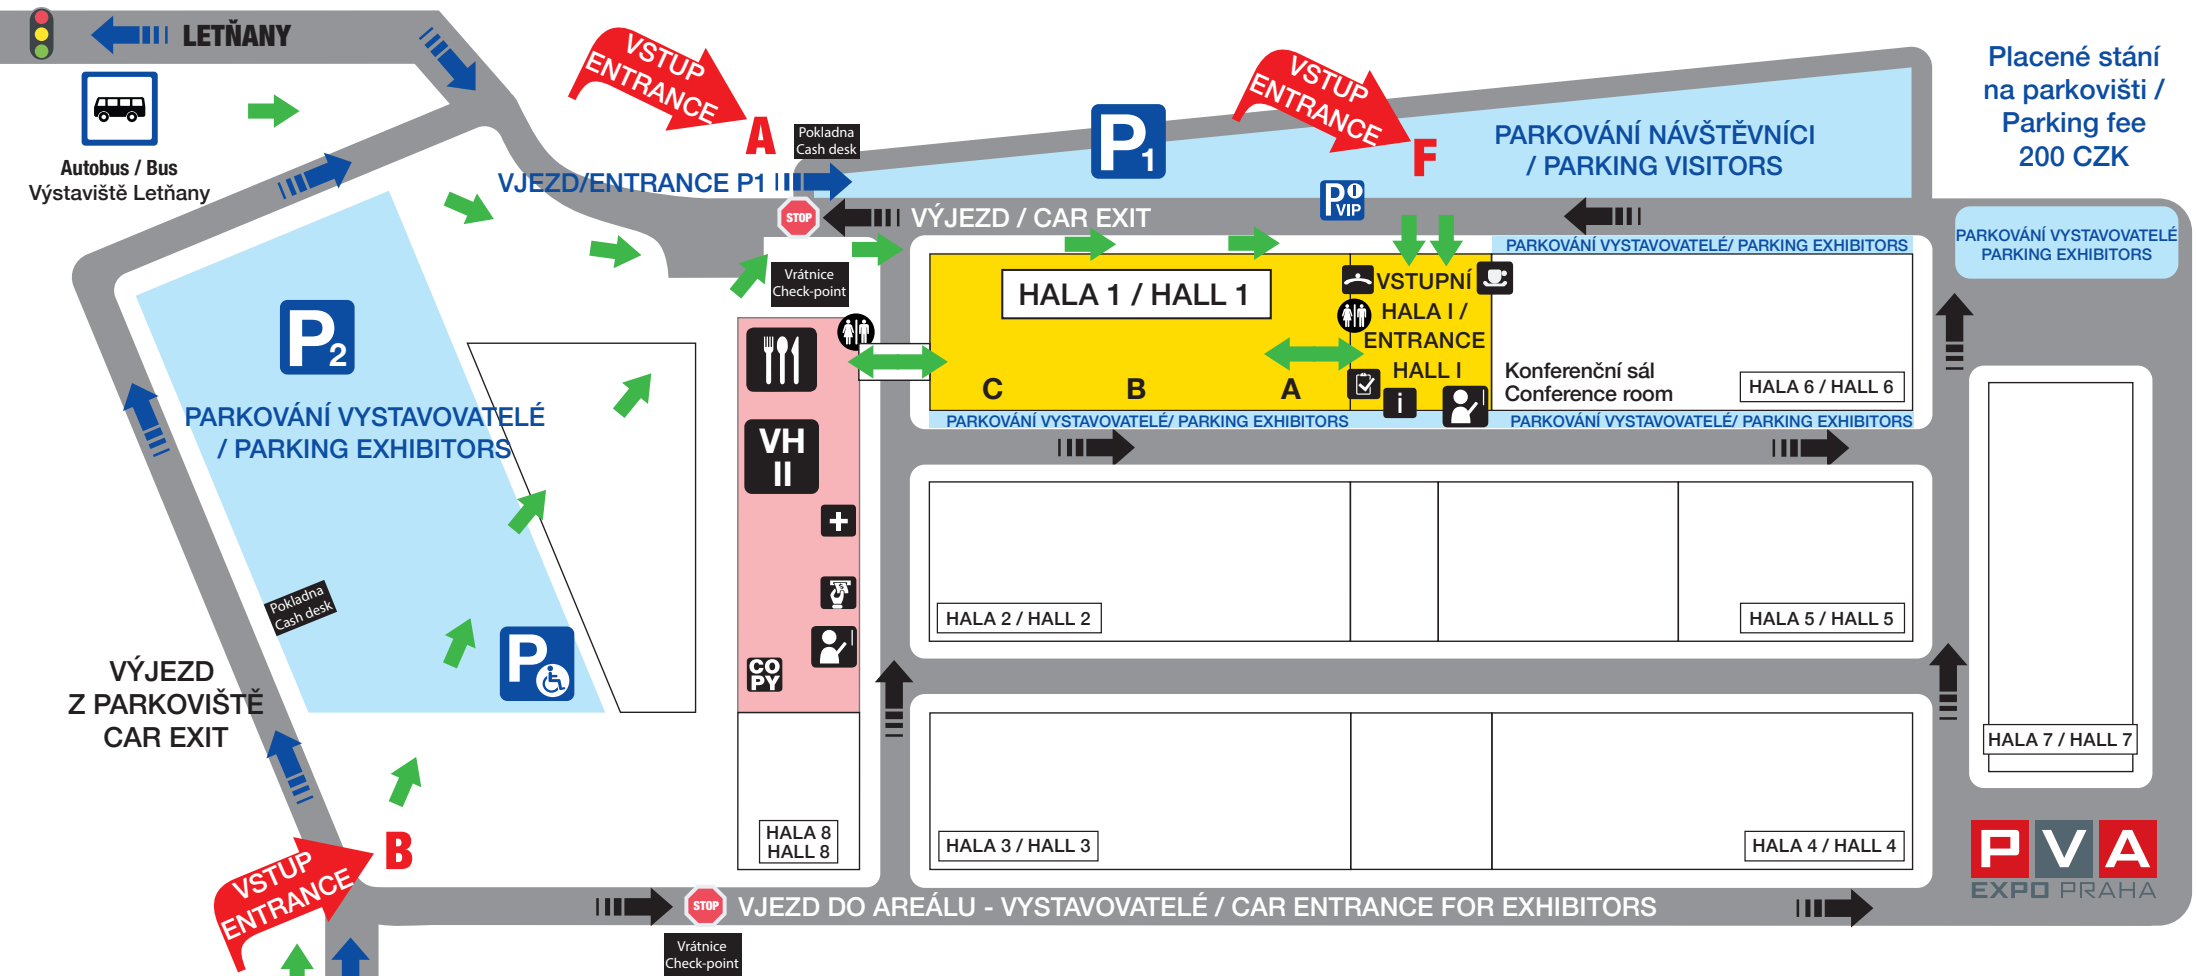 LETŇANY
Autobus / Bus
Výstaviště Letňany
VSTUP
ENTRANCE
A
Pokladna
Cash desk
VJEZD/ENTRANCE P1
STOP
VÝJEZD / CAR EXIT
P1
VSTUP
ENTRANCE
F
P
VIP
PARKOVÁNÍ NÁVŠTĚVNÍCI
/ PARKING VISITORS
Placené stání
na parkovišti /
Parking fee
200 CZK
PARKOVÁNÍ VYSTAVOVATELÉ/ PARKING EXHIBITORS
PARKOVÁNÍ VYSTAVOVATELÉ
PARKING EXHIBITORS
Vrátnice
Check-point
HALA 1 / HALL 1
C
B
A
VSTUPNÍ
HALA I /
ENTRANCE
HALL I
i
Konferenční sál
Conference room
HALA 6 / HALL 6
PARKOVÁNÍ VYSTAVOVATELÉ/ PARKING EXHIBITORS
PARKOVÁNÍ VYSTAVOVATELÉ/ PARKING EXHIBITORS
P2
PARKOVÁNÍ VYSTAVOVATELÉ
/ PARKING EXHIBITORS
VH
II
Pokladna
Cash desk
P
CO
PY
HALA 2 / HALL 2
HALA 5 / HALL 5
VÝJEZD
Z PARKOVIŠTĚ
CAR EXIT
HALA 7 / HALL 7
HALA 8
HALL 8
HALA 3 / HALL 3
HALA 4 / HALL 4
VSTUP
ENTRANCE
B
STOP
VJEZD DO AREÁLU - VYSTAVOVATELÉ / CAR ENTRANCE FOR EXHIBITORS
Vrátnice
Check-point
PVA
EXPO PRAHA